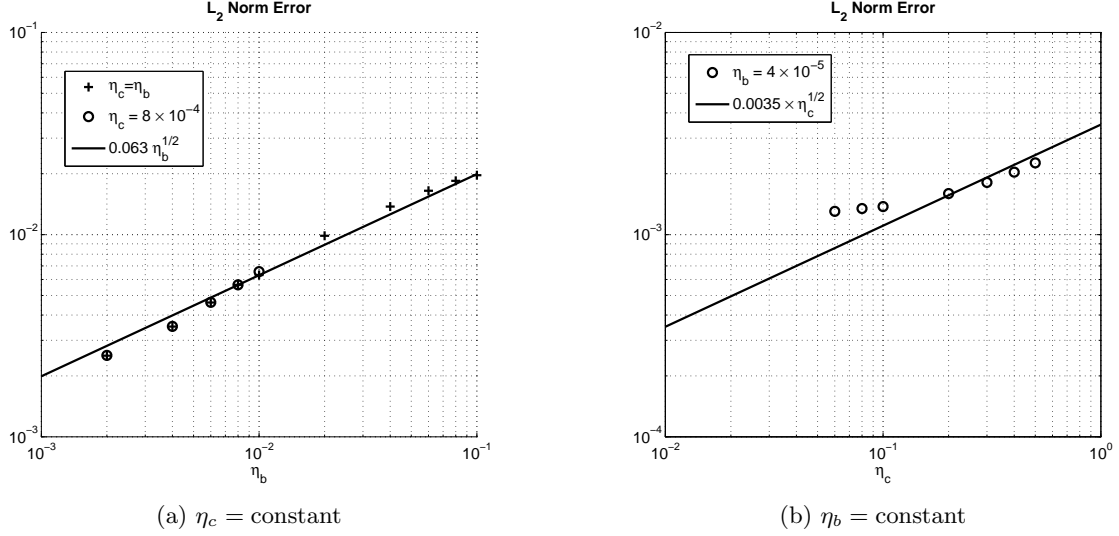 L₂ Norm Error
10⁻¹
10⁻²
10⁻³
10⁻³
10⁻²
10⁻¹
η_b
η_c=η_b
η_c = 8 × 10⁻⁴
0.063 η_b^{1/2}
(a) η_c = constant
L₂ Norm Error
10⁻²
10⁻³
10⁻⁴
10⁻²
10⁻¹
10⁰
η_c
η_b = 4 × 10⁻⁵
0.0035 × η_c^{1/2}
(b) η_b = constant